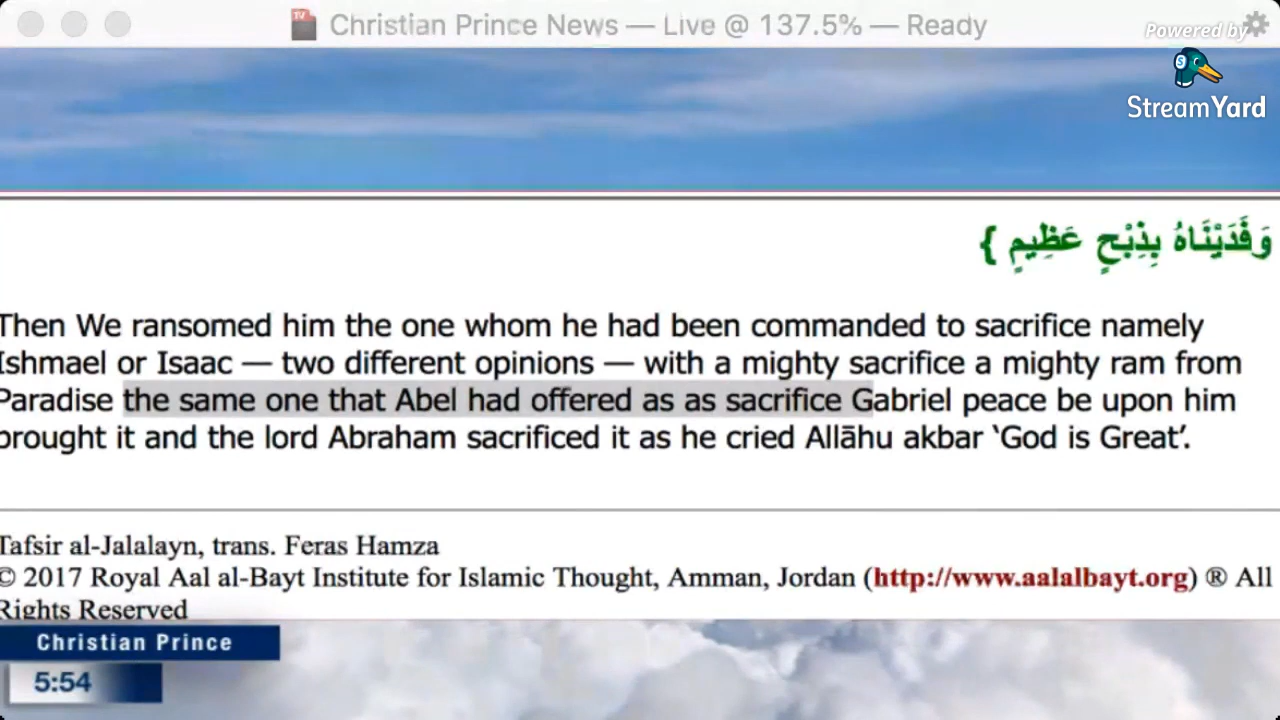 Christian Prince News — Live @ 137.5% — Ready
Powered by
StreamYard
وَفَدَيْنَاهُ بِذِبْحٍ عَظِيمٍ }
Then We ransomed him the one whom he had been commanded to sacrifice namely
Ishmael or Isaac — two different opinions — with a mighty sacrifice a mighty ram from
Paradise the same one that Abel had offered as as sacrifice Gabriel peace be upon him
brought it and the lord Abraham sacrificed it as he cried Allāhu akbar ‘God is Great’.
Tafsir al-Jalalayn, trans. Feras Hamza
© 2017 Royal Aal al-Bayt Institute for Islamic Thought, Amman, Jordan (http://www.aalalbayt.org) ® All
Rights Reserved
Christian Prince
5:54